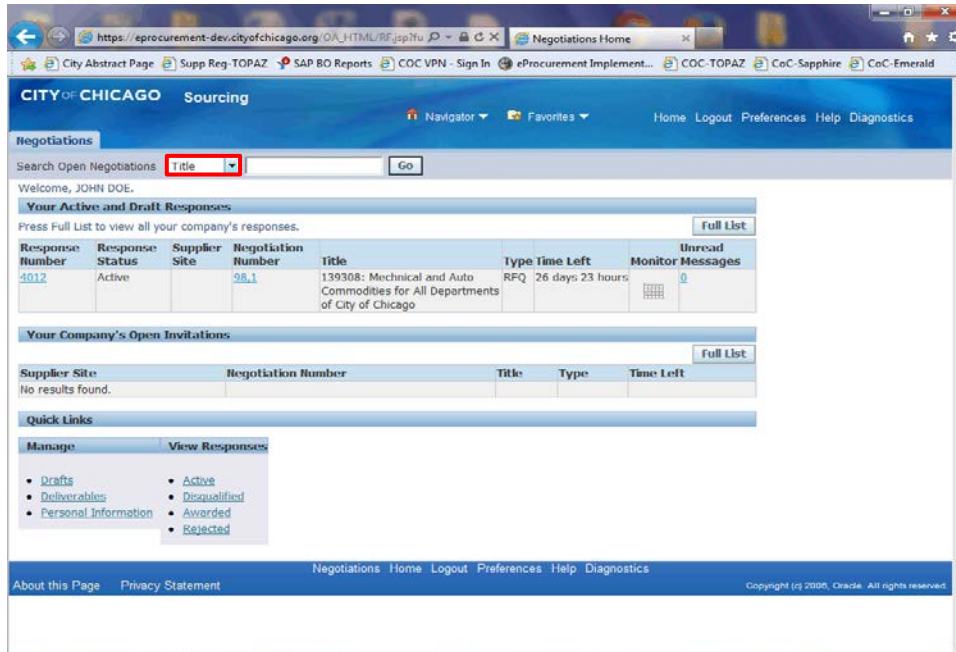 https://eprocurement-dev.cityofchicago.org/OA_HTML/RF.jsp?fu
Negotiations Home
City Abstract Page Supp Reg-TOPAZ SAP BO Reports COC VPN - Sign In eProcurement Implement... COC-TOPAZ CoC-Sapphire CoC-Emerald
CITY OF CHICAGO Sourcing
Navigator Favorites Home Logout Preferences Help Diagnostics
Negotiations
Search Open Negotiations Title Go
Welcome, JOHN DOE.
Your Active and Draft Responses
Press Full List to view all your company's responses. Full List
Response Number Response Status Supplier Site Negotiation Number Title Type Time Left Monitor Unread Messages
4012 Active 98,1 139308: Mechnical and Auto RFQ 26 days 23 hours 0
Commodities for All Departments
of City of Chicago
Your Company's Open Invitations
Full List
Supplier Site Negotiation Number Title Type Time Left
No results found.
Quick Links
Manage View Responses
• Drafts • Active
• Deliverables • Disqualified
• Personal Information • Awarded
• Rejected
Negotiations Home Logout Preferences Help Diagnostics
About this Page Privacy Statement Copyright (c) 2006, Oracle. All rights reserved.